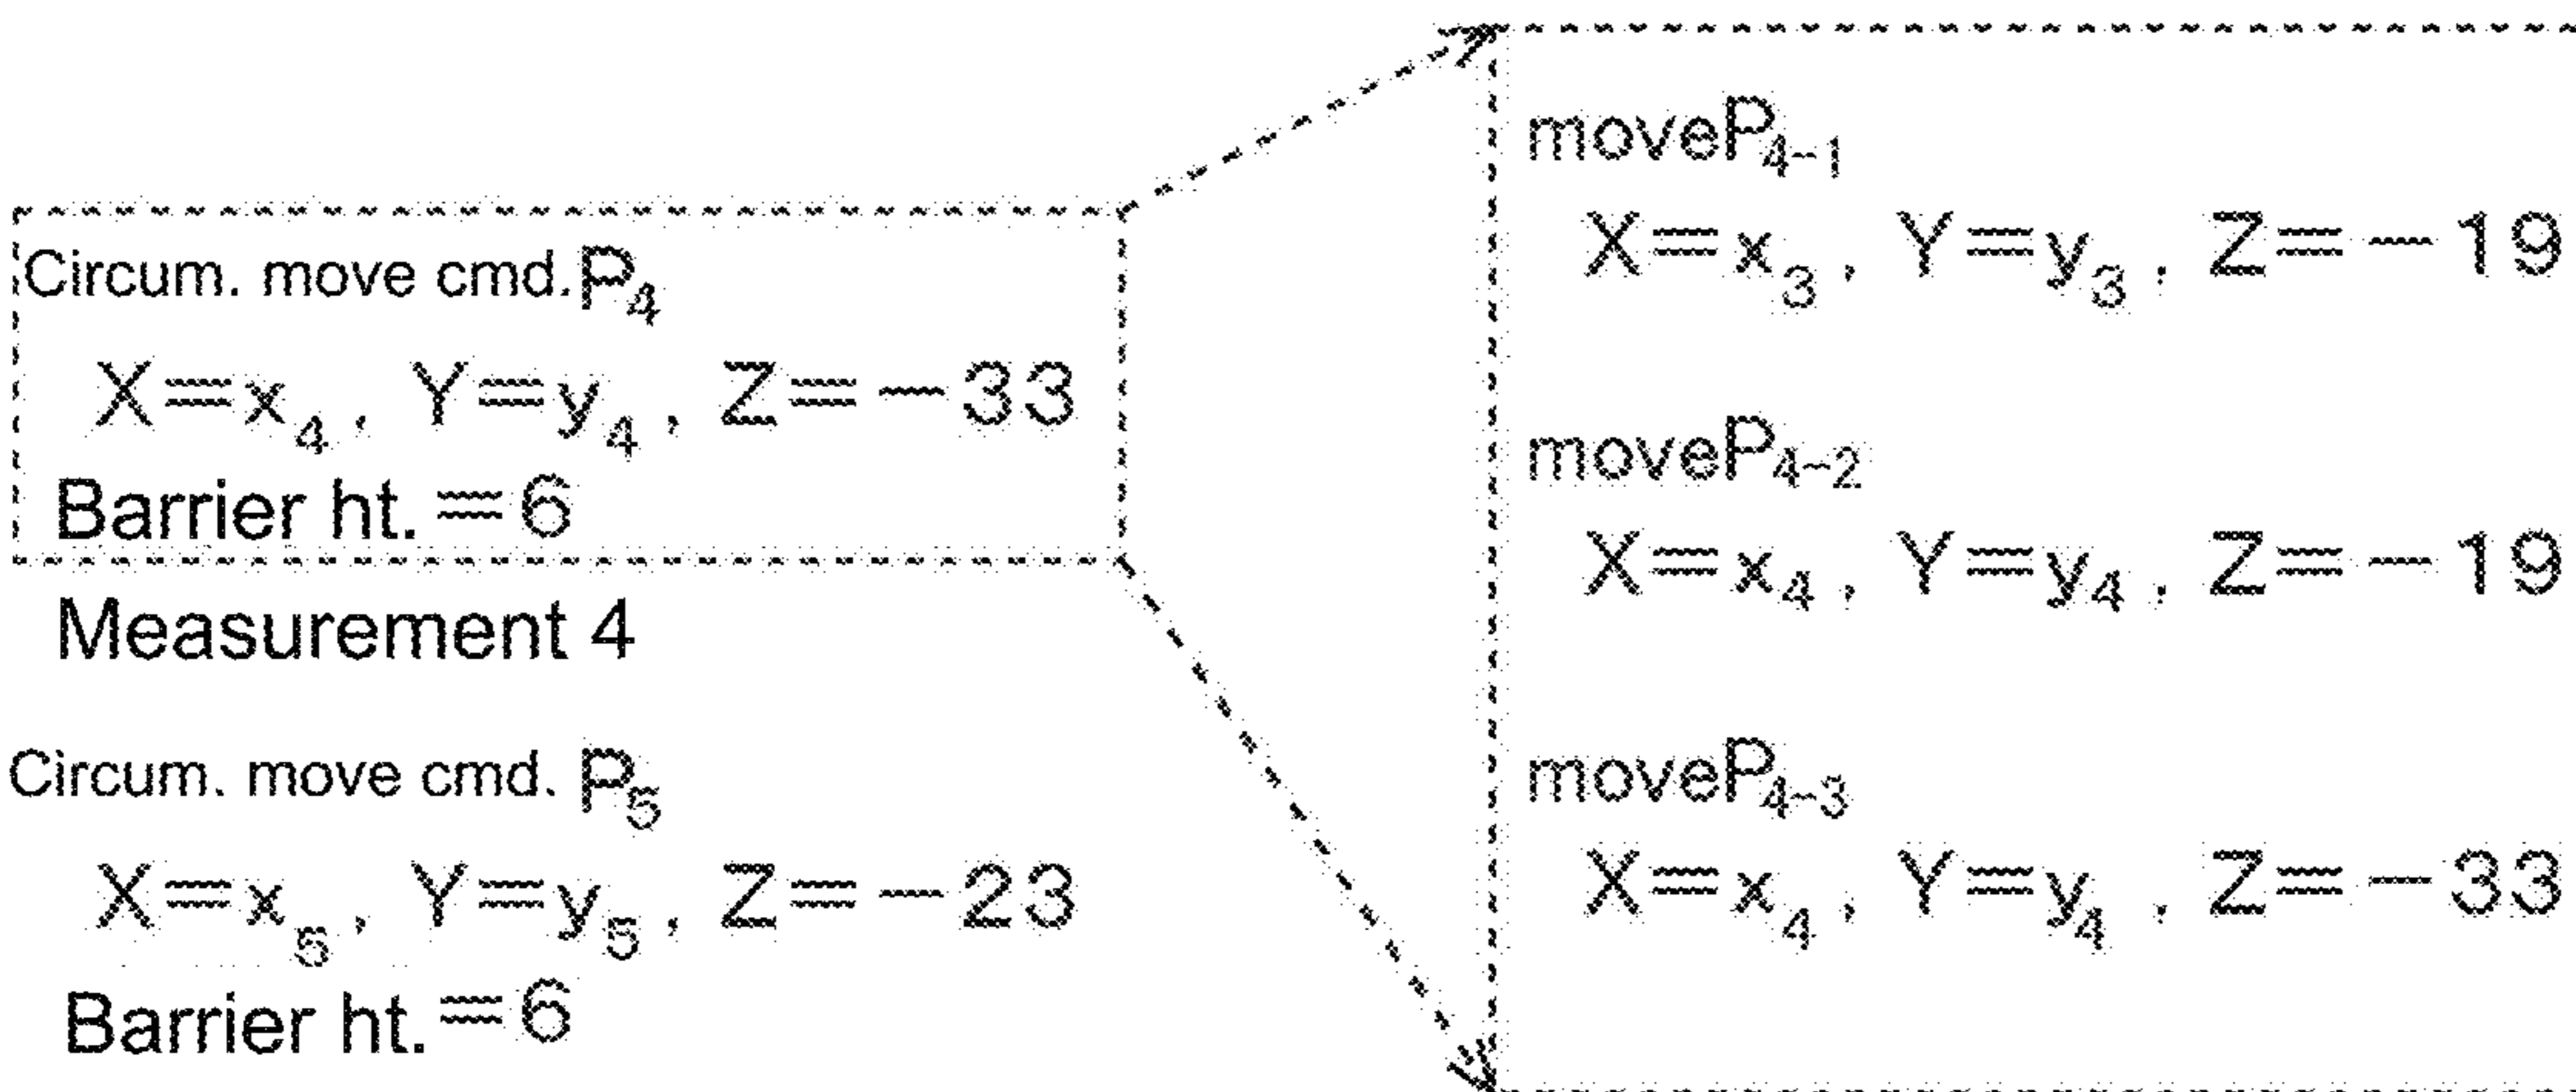 Circum. move cmd. P₄
X=x₄, Y=y₄, Z=−33
Barrier ht.=6
Measurement 4
Circum. move cmd. P₅
X=x₅, Y=y₅, Z=−23
Barrier ht.=6
moveP₄₋₁
X=x₃, Y=y₃, Z=−19
moveP₄₋₂
X=x₄, Y=y₄, Z=−19
moveP₄₋₃
X=x₄, Y=y₄, Z=−33